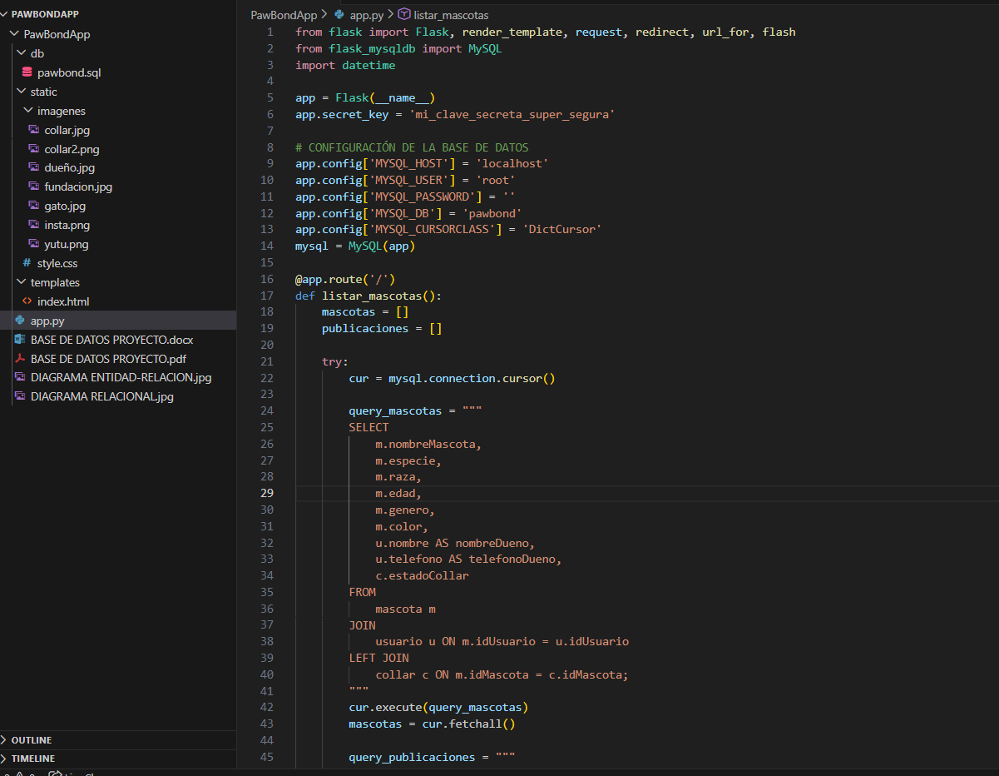 PAWBONDAPP
PawBondApp
db
pawbond.sql
static
imagenes
collar.jpg
collar2.png
dueño.jpg
fundacion.jpg
gato.jpg
insta.png
yutu.png
# style.css
templates
<> index.html
app.py
BASE DE DATOS PROYECTO.docx
BASE DE DATOS PROYECTO.pdf
DIAGRAMA ENTIDAD-RELACION.jpg
DIAGRAMA RELACIONAL.jpg
OUTLINE
TIMELINE
PawBondApp > app.py > listar_mascotas
1 from flask import Flask, render_template, request, redirect, url_for, flash
2 from flask_mysqldb import MySQL
3 import datetime
4
5 app = Flask(__name__)
6 app.secret_key = 'mi_clave_secreta_super_segura'
7
8 # CONFIGURACIÓN DE LA BASE DE DATOS
9 app.config['MYSQL_HOST'] = 'localhost'
10 app.config['MYSQL_USER'] = 'root'
11 app.config['MYSQL_PASSWORD'] = ''
12 app.config['MYSQL_DB'] = 'pawbond'
13 app.config['MYSQL_CURSORCLASS'] = 'DictCursor'
14 mysql = MySQL(app)
15
16 @app.route('/')
17 def listar_mascotas():
18     mascotas = []
19     publicaciones = []
20
21     try:
22         cur = mysql.connection.cursor()
23
24         query_mascotas = """
25         SELECT
26             m.nombreMascota,
27             m.especie,
28             m.raza,
29             m.edad,
30             m.genero,
31             m.color,
32             u.nombre AS nombreDueno,
33             u.telefono AS telefonoDueno,
34             c.estadoCollar
35         FROM
36             mascota m
37         JOIN
38             usuario u ON m.idUsuario = u.idUsuario
39         LEFT JOIN
40             collar c ON m.idMascota = c.idMascota;
41         """
42         cur.execute(query_mascotas)
43         mascotas = cur.fetchall()
44
45         query_publicaciones = """